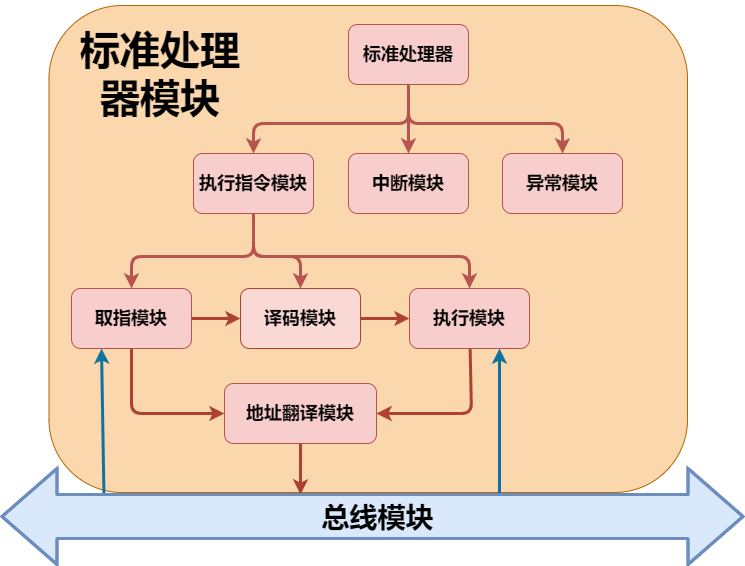 标准处理
器模块
标准处理器
执行指令模块
中断模块
异常模块
取指模块
译码模块
执行模块
地址翻译模块
总线模块